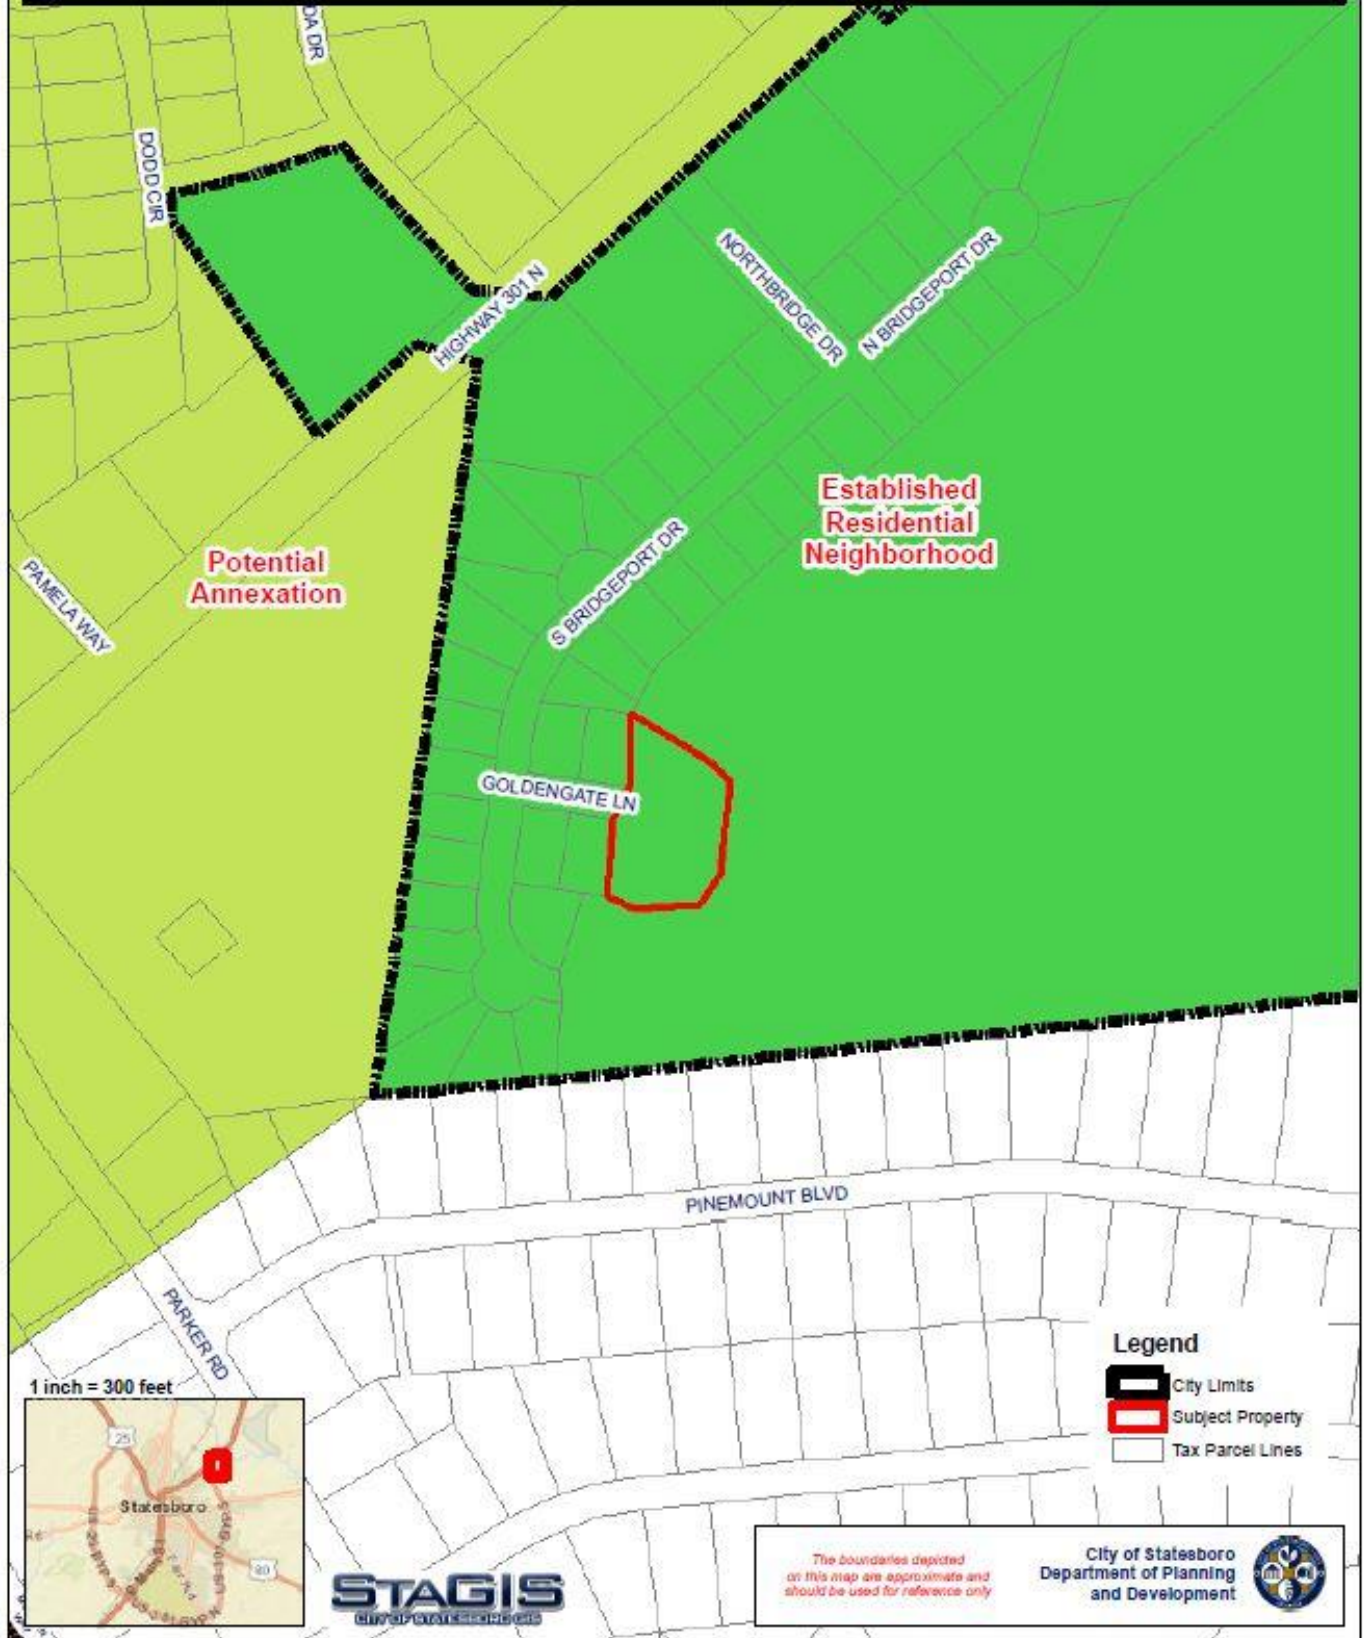 DA DR
DODD CIR
HIGHWAY 301 N
NORTHBRIDGE DR
N BRIDGEPORT DR
Established
Residential
Neighborhood
Potential
Annexation
S BRIDGEPORT DR
PAMELA WAY
GOLDENGATE LN
PINEMOUNT BLVD
PARKER RD
Legend
City Limits
Subject Property
Tax Parcel Lines
1 inch = 300 feet
25
Statesboro
80
STAGIS
CITY OF STATESBORO GIS
The boundaries depicted
on this map are approximate and
should be used for reference only
City of Statesboro
Department of Planning
and Development